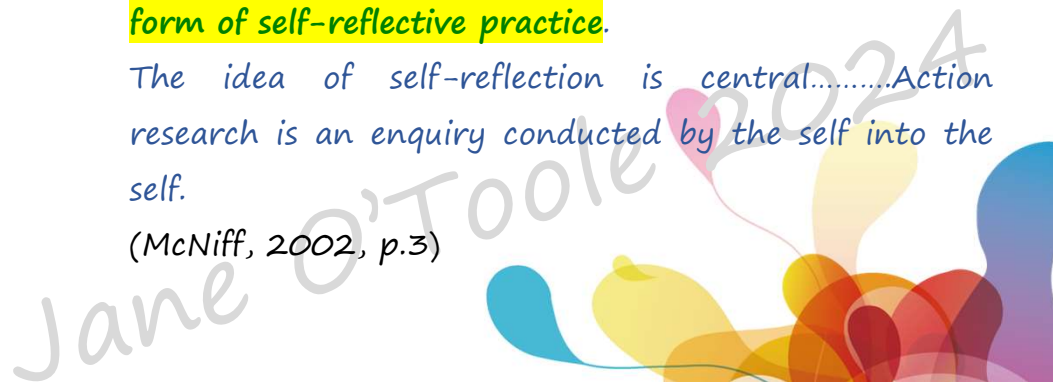 form of self-reflective practice.
The idea of self-reflection is central..........Action
research is an enquiry conducted by the self into the
self.
(McNiff, 2002, p.3)
Jane O'Toole 2024